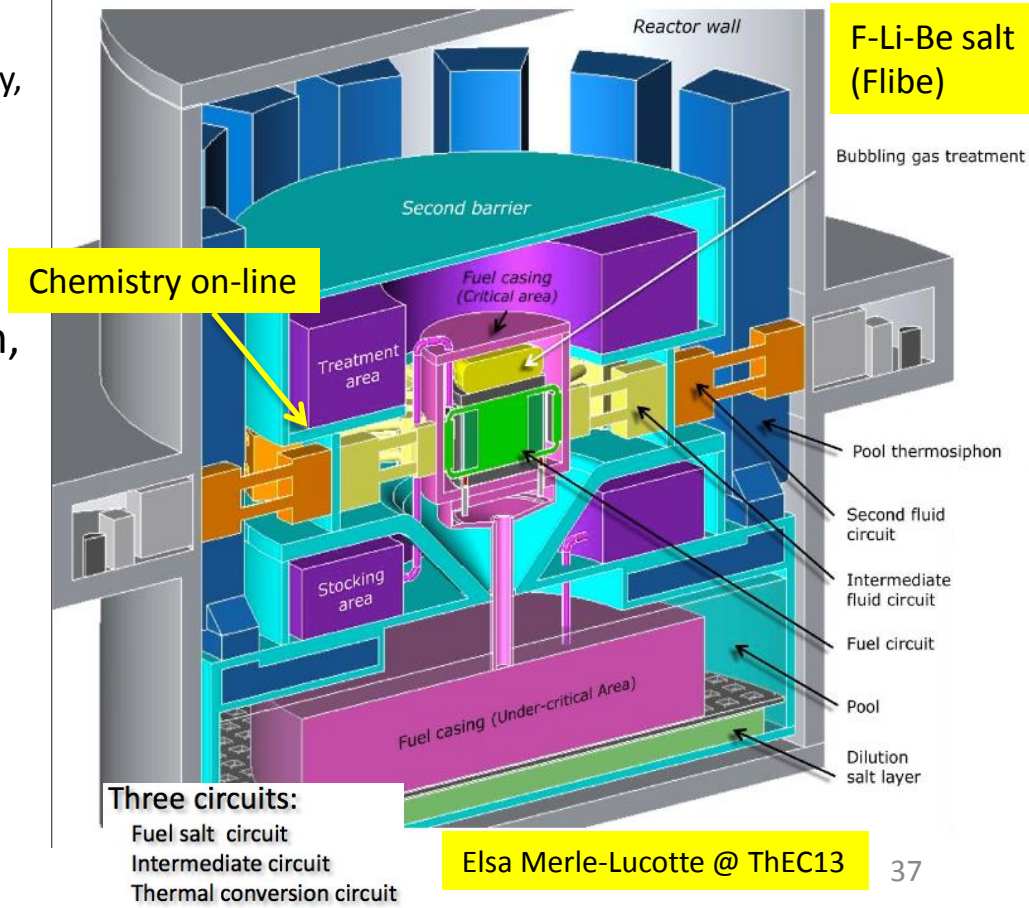 y,
n,
Reactor wall
F-Li-Be salt
(Flibe)
Bubbling gas treatment
Second barrier
Chemistry on-line
Fuel casing
(Critical area)
Treatment
area
Pool thermosiphon
Second fluid
circuit
Stocking
area
Intermediate
fluid circuit
Fuel circuit
Fuel casing (Under-critical Area)
Pool
Dilution
salt layer
Three circuits:
Fuel salt circuit
Intermediate circuit
Thermal conversion circuit
Elsa Merle-Lucotte @ ThEC13
37